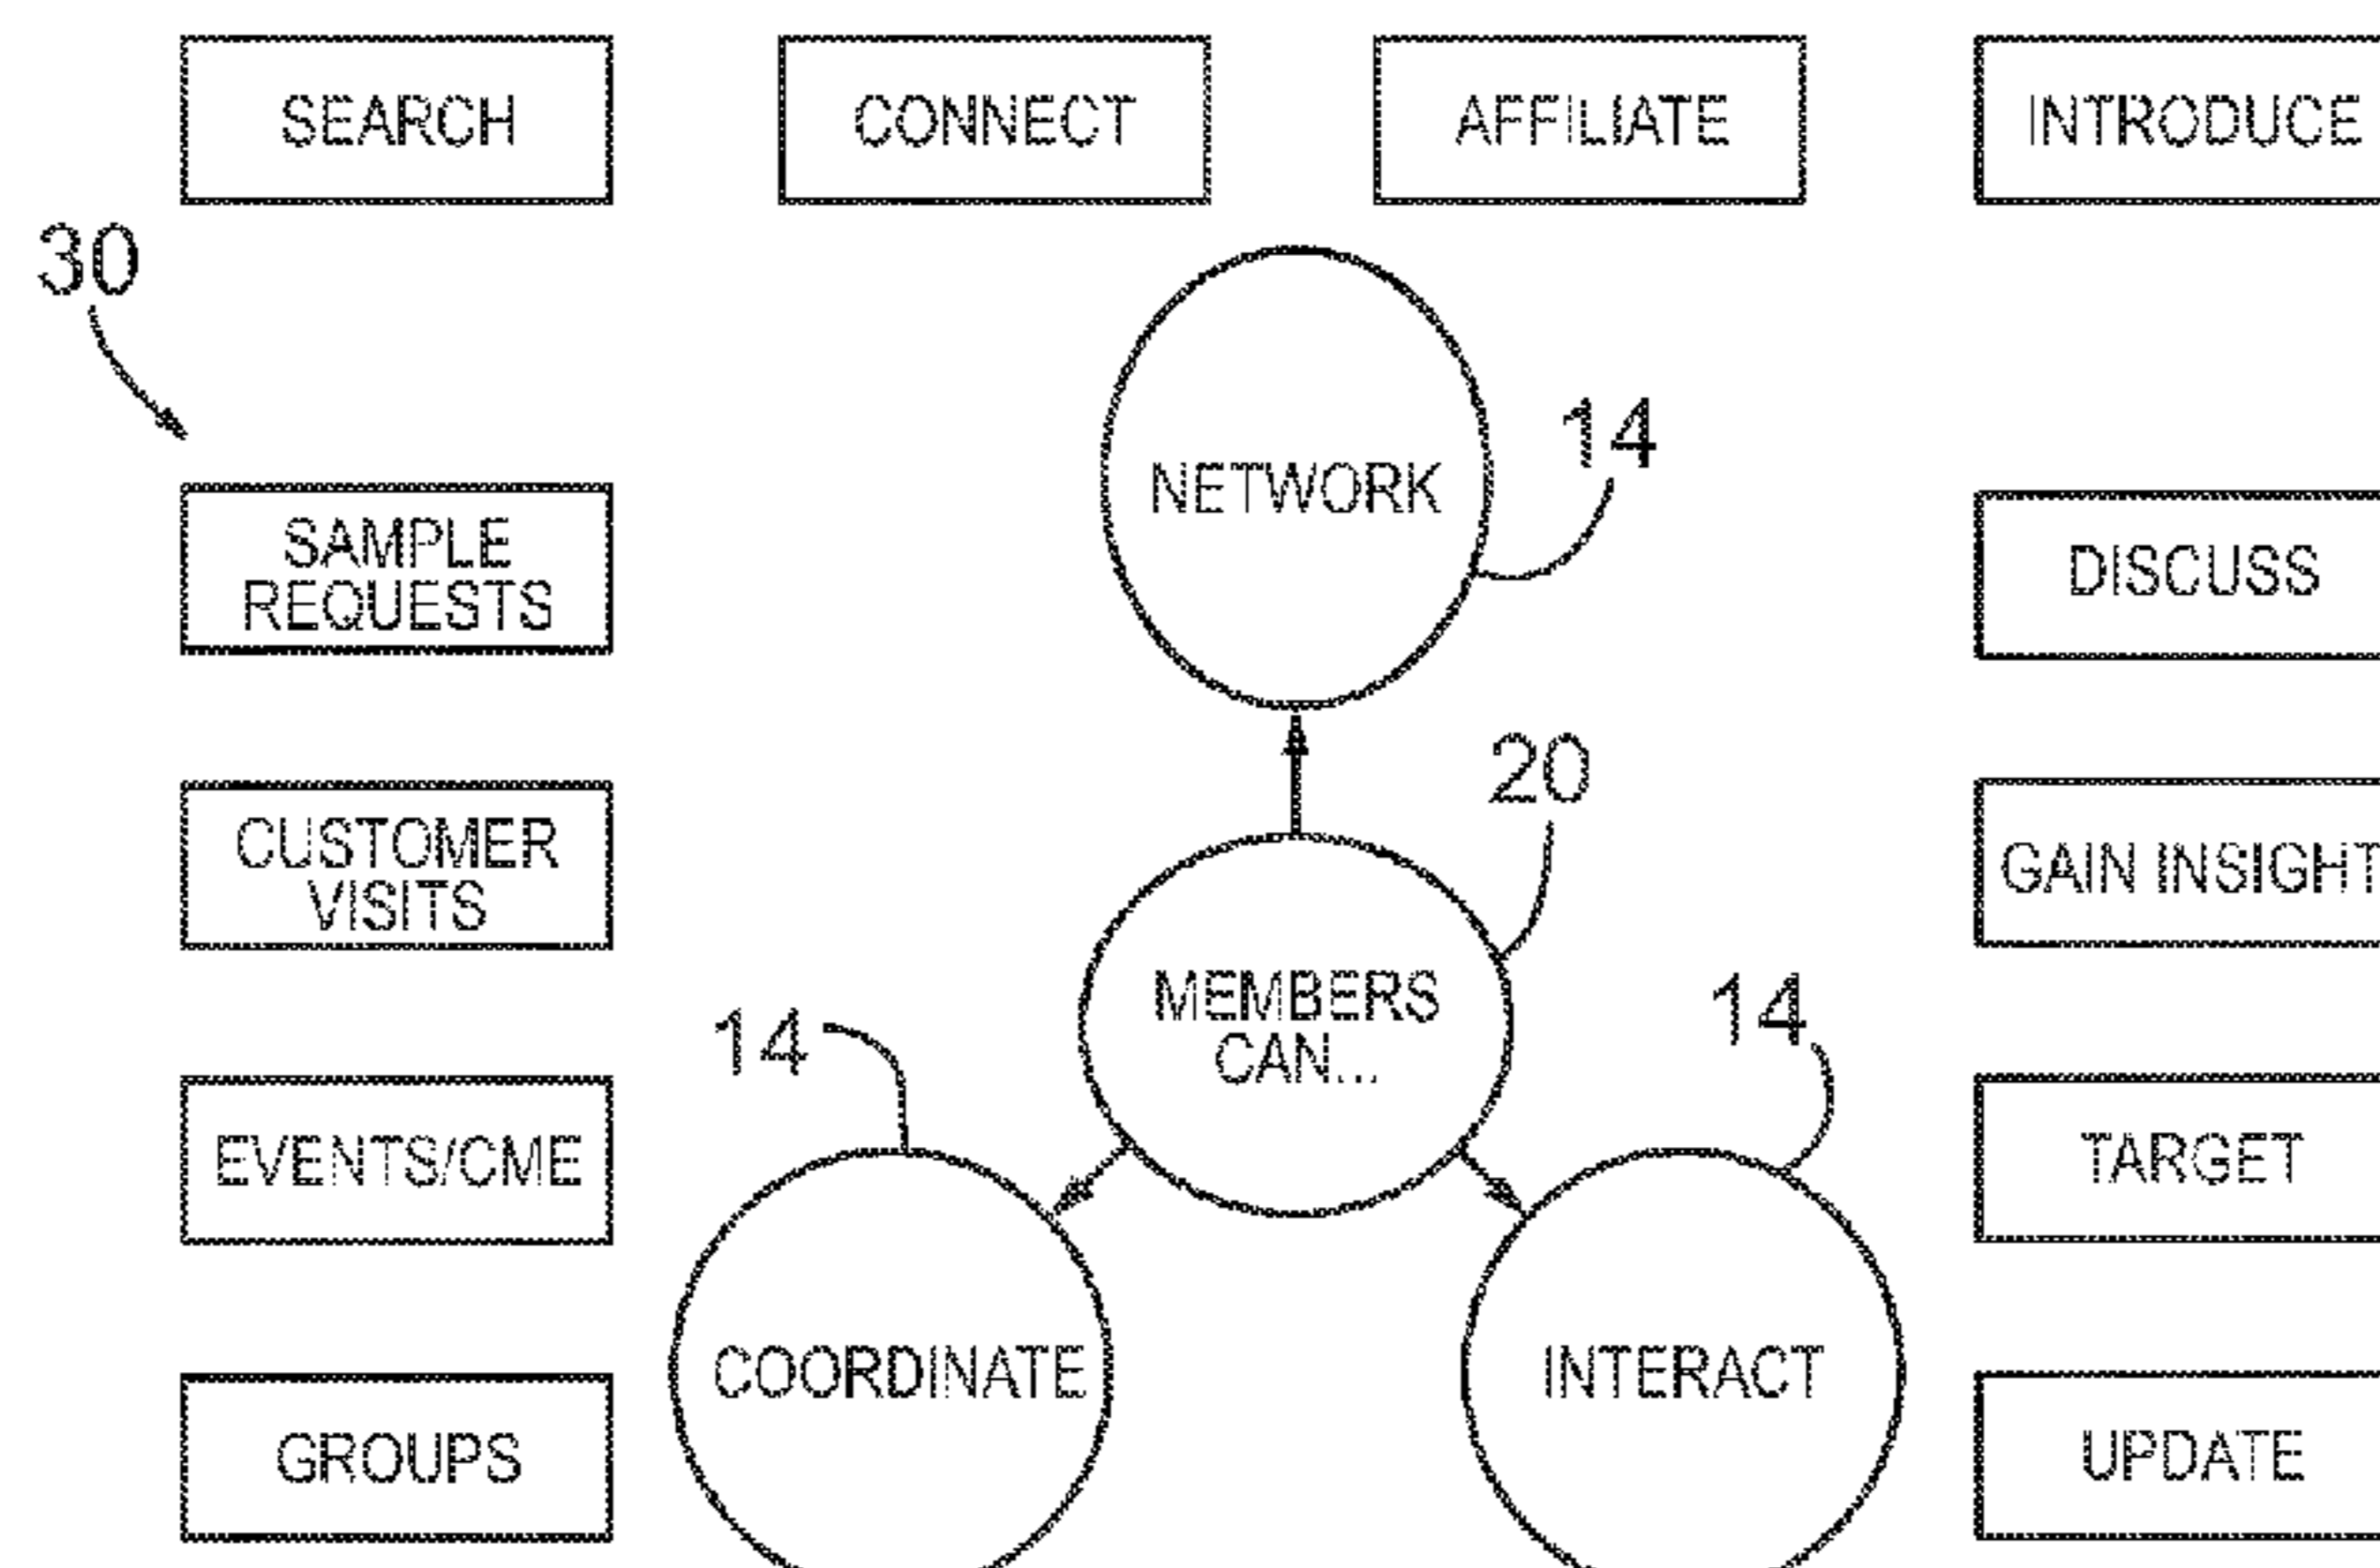 SEARCH
CONNECT
AFFILIATE
INTRODUCE
30
NETWORK
14
SAMPLE
REQUESTS
DISCUSS
20
CUSTOMER
VISITS
GAIN INSIGHT
MEMBERS
CAN...
14
14
EVENTS/CME
TARGET
COORDINATE
INTERACT
GROUPS
UPDATE